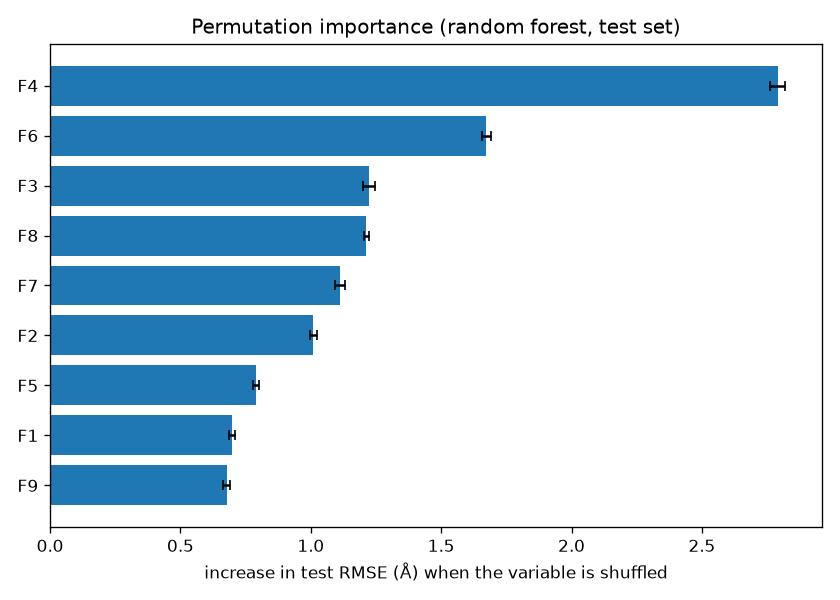 Permutation importance (random forest, test set)
F4
F6
F3
F8
F7
F2
F5
F1
F9
0.0 0.5 1.0 1.5 2.0 2.5
increase in test RMSE (Å) when the variable is shuffled